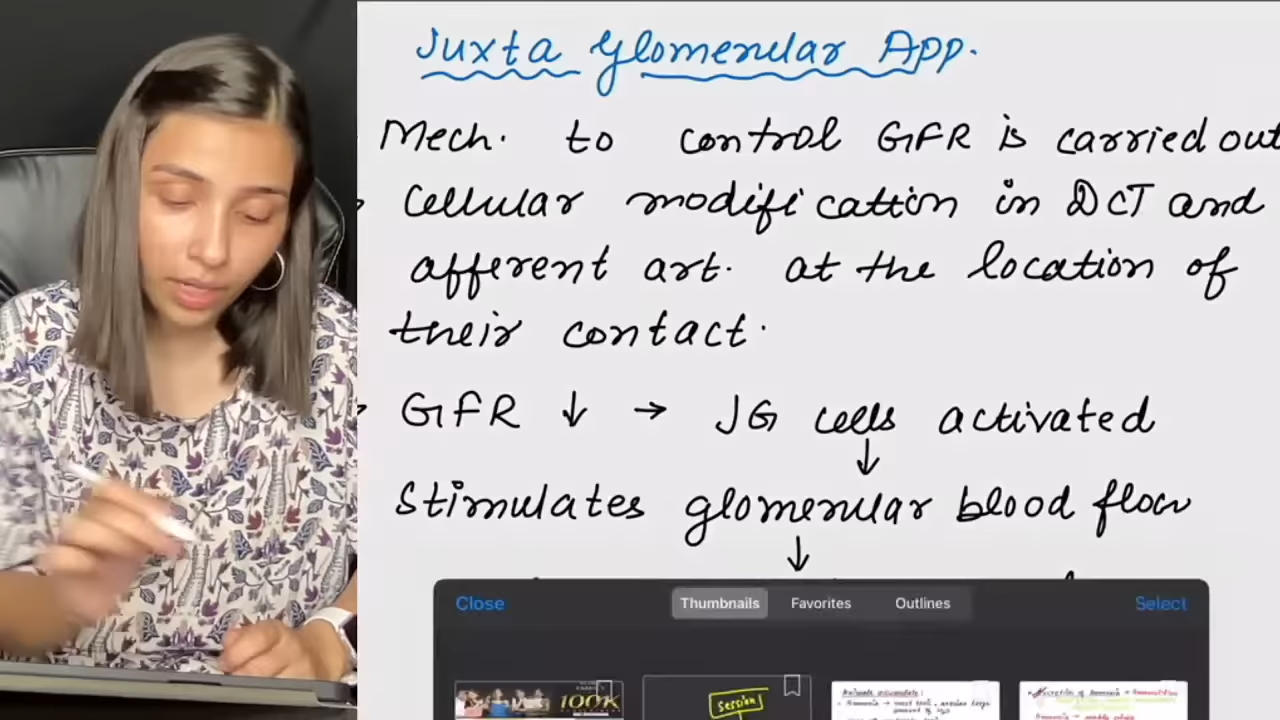 Juxta Glomerular App.
Mech. to control GFR is carried out
Cellular modification in DCT and
afferent art. at the location of
their contact.
GFR ↓ → JG cells activated
↓
Stimulates glomerular blood flow
↓
Close Thumbnails Favorites Outlines Select
100K
Session
Animals accumulate: